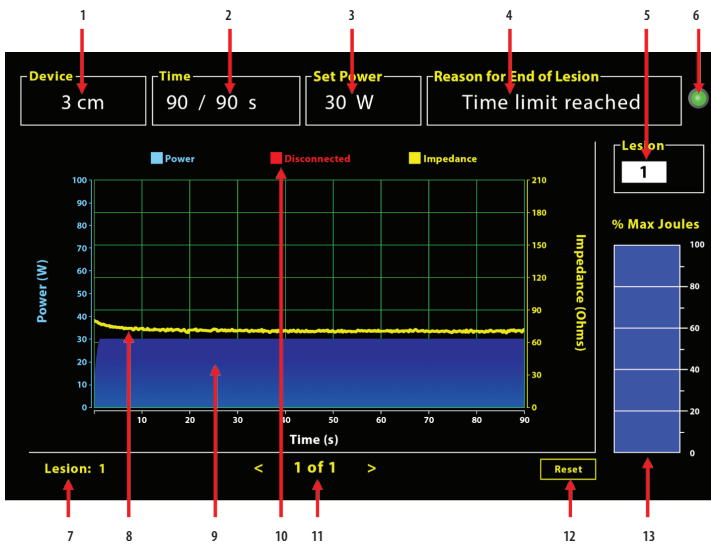 1 2 3 4 5 6
Device Time Set Power Reason for End of Lesion
3 cm 90 / 90 s 30 W Time limit reached
Lesion
1
Power Disconnected Impedance
% Max Joules
Power (W)
100
90
80
70
60
50
40
30
20
10
0
210
180
150
120
90
60
30
0
Impedance (Ohms)
100
80
60
40
20
0
10 20 30 40 50 60 70 80 90
Time (s)
Lesion: 1 < 1 of 1 > Reset
7 8 9 10 11 12 13